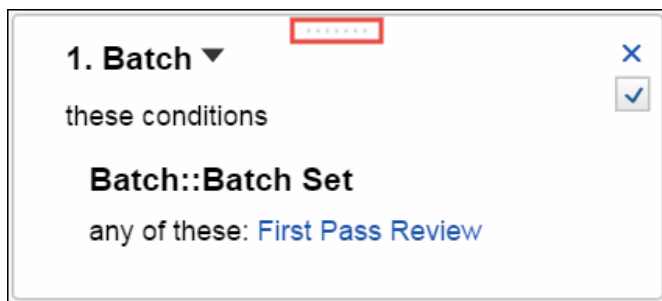 1. Batch
these conditions
Batch::Batch Set
any of these: First Pass Review